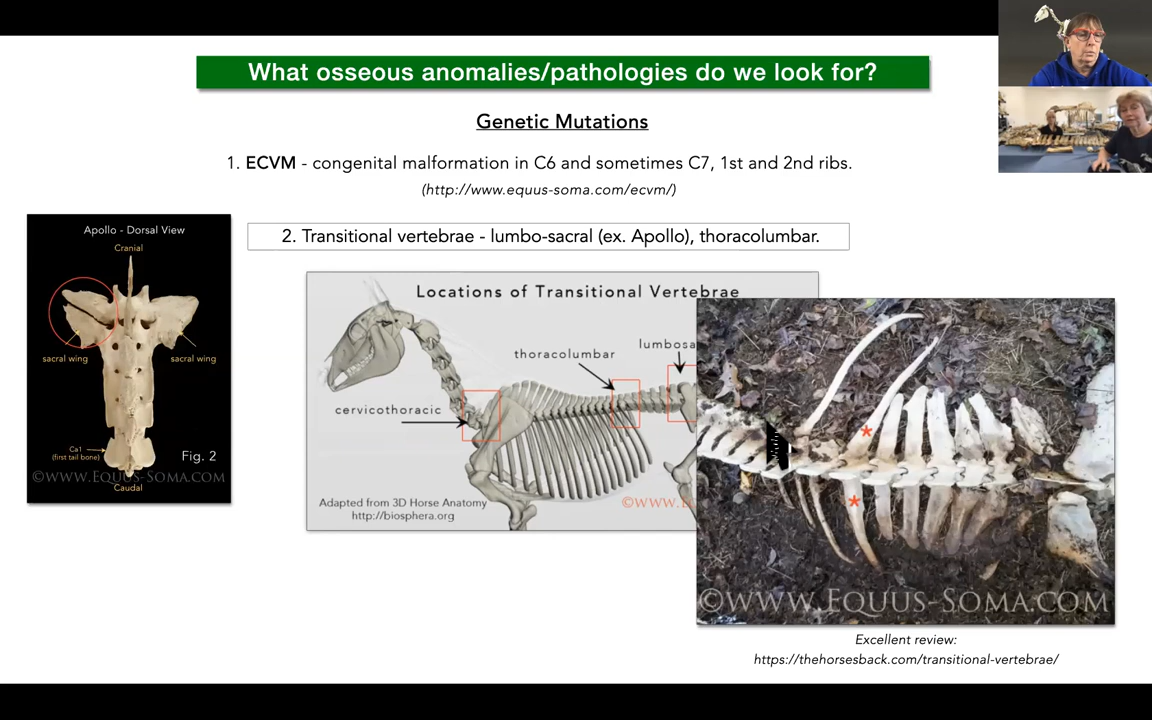 What osseous anomalies/pathologies do we look for?
Genetic Mutations
1. ECVM - congenital malformation in C6 and sometimes C7, 1st and 2nd ribs.
(http://www.equus-soma.com/ecvm/)
2. Transitional vertebrae - lumbo-sacral (ex. Apollo), thoracolumbar.
Apollo - Dorsal View
Cranial
sacral wing
sacral wing
Ca1
(first tail bone)
Fig. 2
©WWW.EQUUS-SOMA.COM
Caudal
Locations of Transitional Vertebrae
thoracolumbar
lumbosa
cervicothoracic
Adapted from 3D Horse Anatomy
http://biosphera.org
©WWW.E
*
*
©WWW.EQUUS-SOMA.COM
Excellent review:
https://thehorsesback.com/transitional-vertebrae/